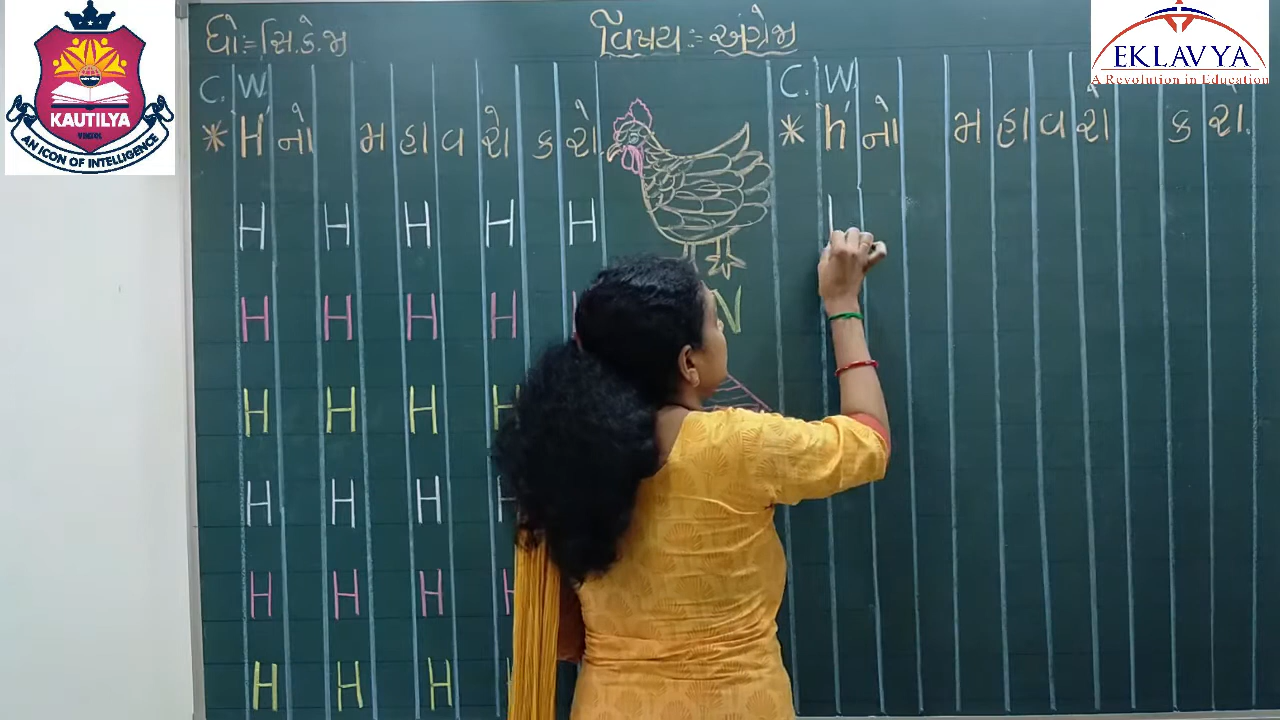 KAUTILYA
AN ICON OF INTELLIGENCE
EKLAVYA
A Revolution in Education
ધો:- સિ.કે.જી
વિષય :- અંગ્રેજી
C.W.
* 'H' નો મહાવરો કરો.
H H H H H
H H H H
H H H H
H H H H
H H H H
H H H
N
C.W.
* 'h' નો મહાવરો કરો.